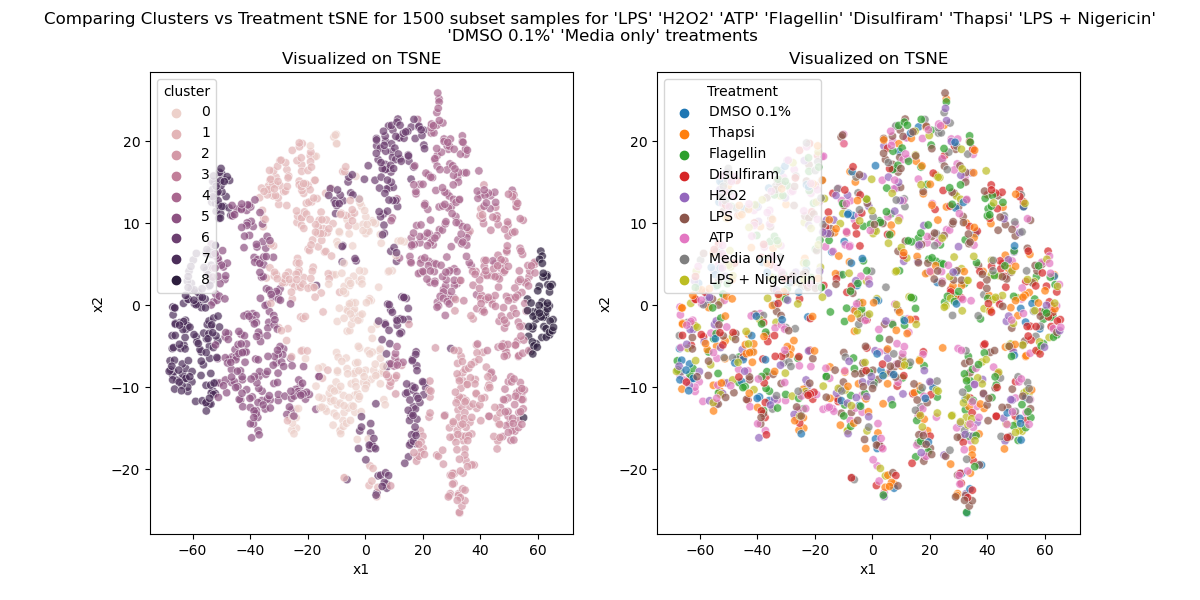 Comparing Clusters vs Treatment tSNE for 1500 subset samples for 'LPS' 'H2O2' 'ATP' 'Flagellin' 'Disulfiram' 'Thapsi' 'LPS + Nigericin'
'DMSO 0.1%' 'Media only' treatments
Visualized on TSNE
cluster
0
1
2
3
4
5
6
7
8
20
10
0
−10
−20
x2
−60
−40
−20
0
20
40
60
x1
Visualized on TSNE
Treatment
DMSO 0.1%
Thapsi
Flagellin
Disulfiram
H2O2
LPS
ATP
Media only
LPS + Nigericin
20
10
0
−10
−20
x2
−60
−40
−20
0
20
40
60
x1